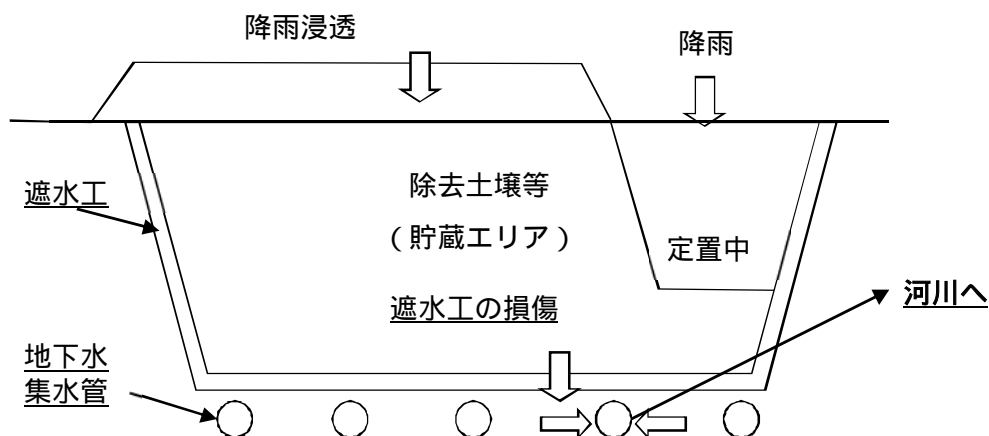 降雨浸透
降雨
遮水工
除去土壌等
(貯蔵エリア)
定置中
遮水工の損傷
河川へ
地下水
集水管